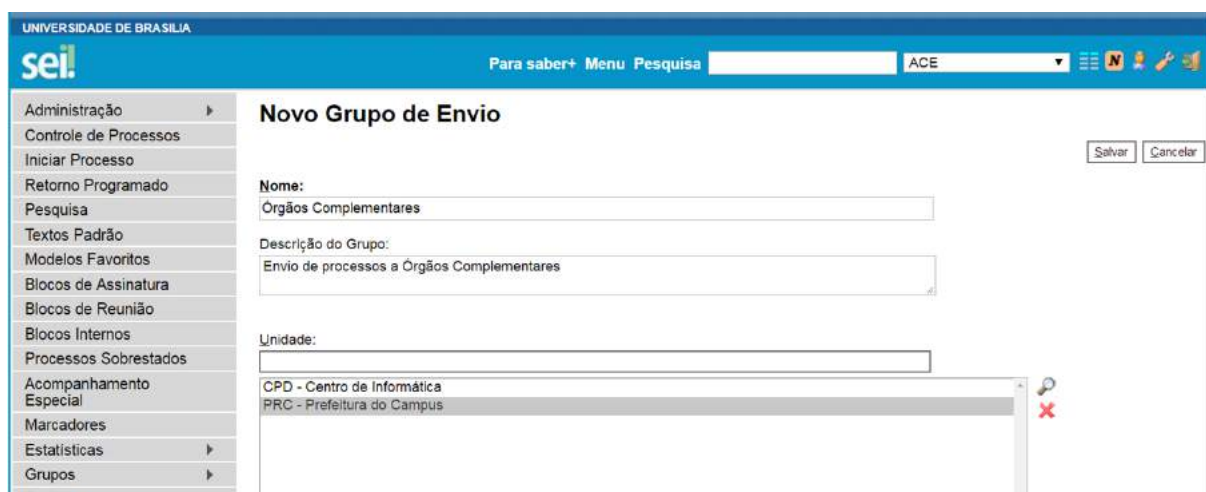 UNIVERSIDADE DE BRASILIA
sei!
Para saber+ Menu Pesquisa
ACE
N
Administração
Controle de Processos
Iniciar Processo
Retorno Programado
Pesquisa
Textos Padrão
Modelos Favoritos
Blocos de Assinatura
Blocos de Reunião
Blocos Internos
Processos Sobrestados
Acompanhamento
Especial
Marcadores
Estatísticas
Grupos
Novo Grupo de Envio
Salvar Cancelar
Nome:
Órgãos Complementares
Descrição do Grupo:
Envio de processos a Órgãos Complementares
Unidade:
CPD - Centro de Informática
PRC - Prefeitura do Campus